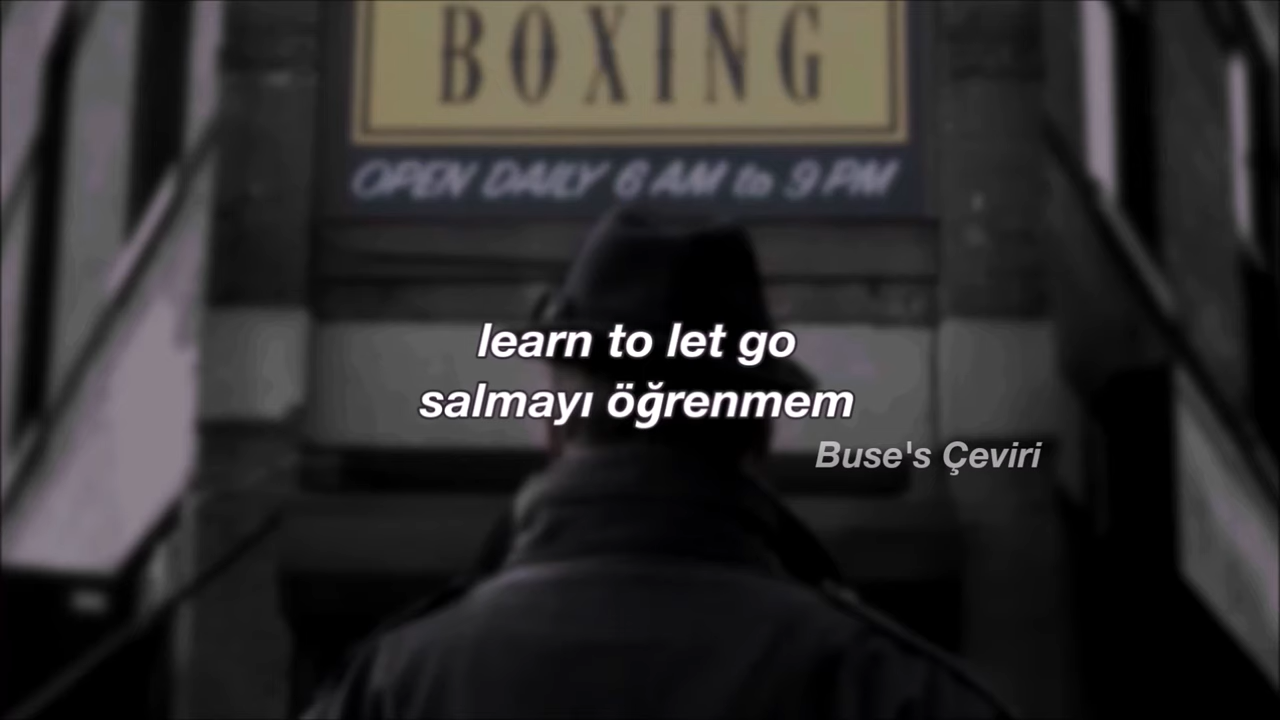 BOXING
OPEN DAILY 6 AM to 9 PM
learn to let go
salmayı öğrenmem
Buse's Çeviri